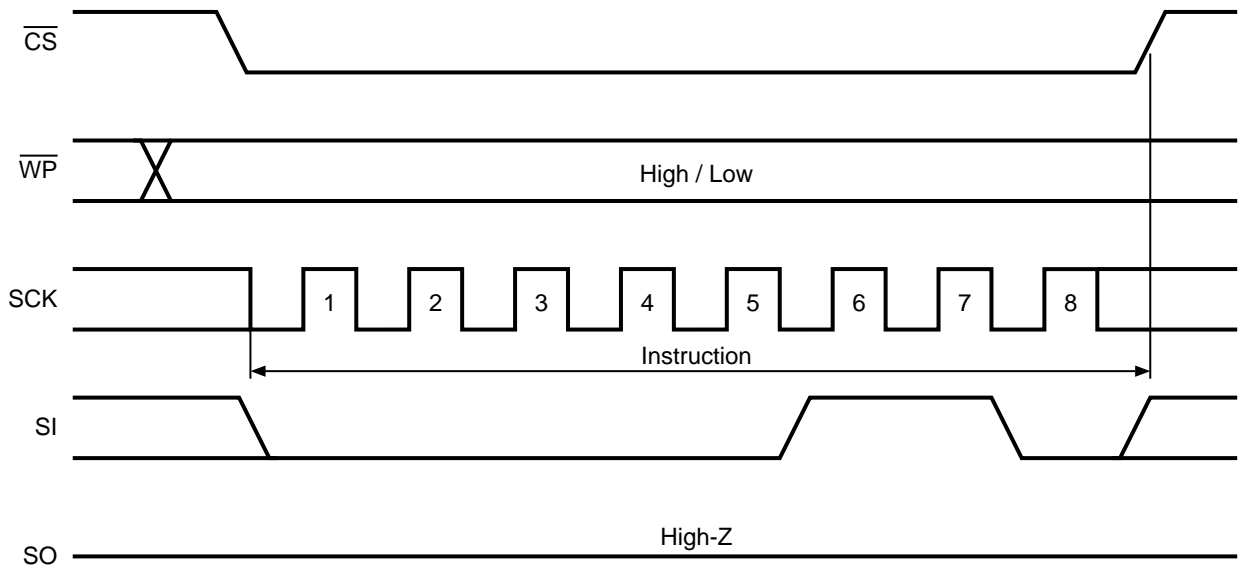 CS
WP
High / Low
SCK
1 2 3 4 5 6 7 8
Instruction
SI
High-Z
SO